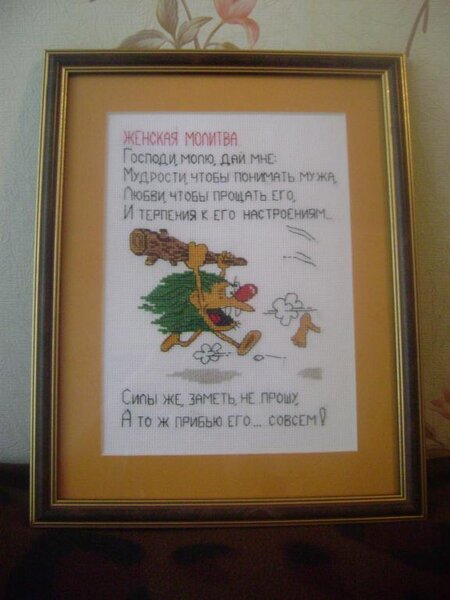 ЖЕНСКАЯ МОЛИТВА
ГОСПОДИ, МОЛЮ, ДАЙ МНЕ:
МУДРОСТИ, ЧТОБЫ ПОНИМАТЬ МУЖА,
ЛЮБВИ, ЧТОБЫ ПРОЩАТЬ ЕГО,
И ТЕРПЕНИЯ К ЕГО НАСТРОЕНИЯМ...
СИЛЫ ЖЕ, ЗАМЕТЬ, НЕ ПРОШУ,
А ТО Ж ПРИБЬЮ ЕГО... СОВСЕМ!